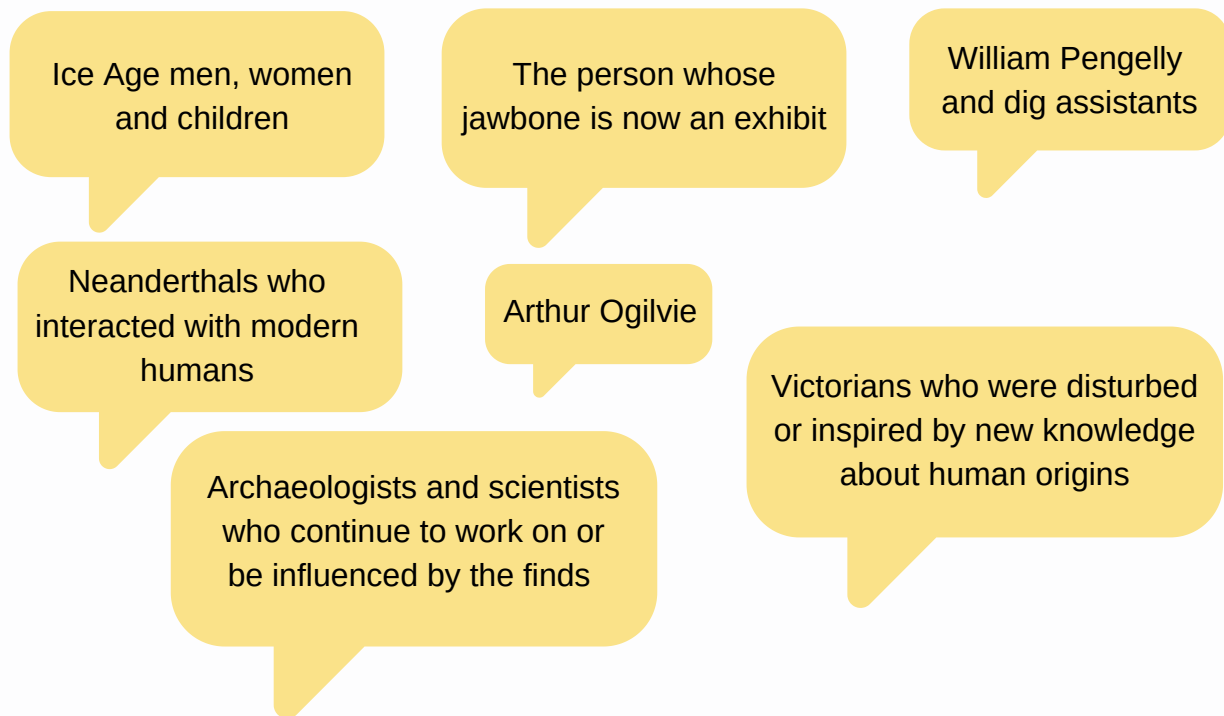 Ice Age men, women
and children
The person whose
jawbone is now an exhibit
William Pengelly
and dig assistants
Neanderthals who
interacted with modern
humans
Arthur Ogilvie
Victorians who were disturbed
or inspired by new knowledge
about human origins
Archaeologists and scientists
who continue to work on or
be influenced by the finds